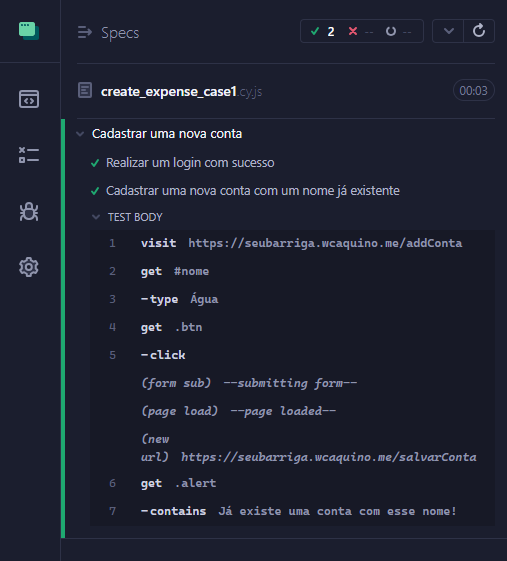 Specs
2 -- --
create_expense_case1.cy.js 00:03
Cadastrar uma nova conta
Realizar um login com sucesso
Cadastrar uma nova conta com um nome já existente
TEST BODY
1 visit https://seubarriga.wcaquino.me/addConta
2 get #nome
3 -type Água
4 get .btn
5 -click
(form sub) --submitting form--
(page load) --page loaded--
(new
url) https://seubarriga.wcaquino.me/salvarConta
6 get .alert
7 -contains Já existe uma conta com esse nome!